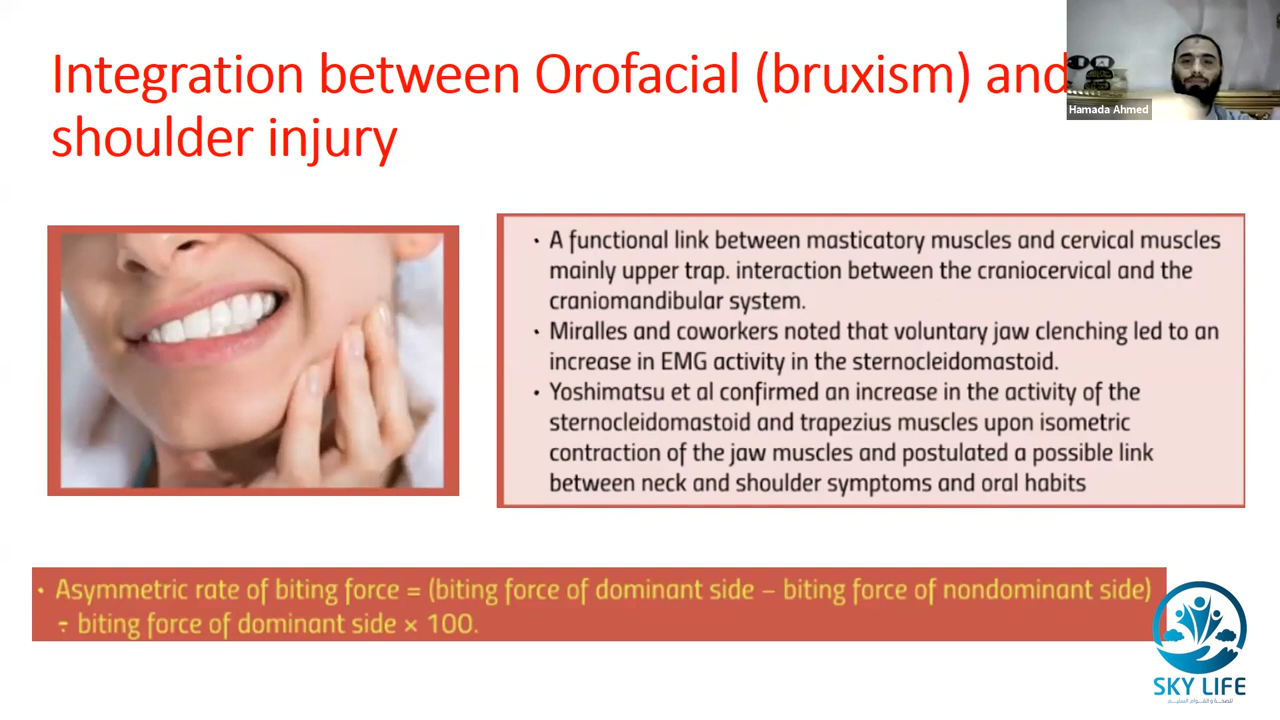 Integration between Orofacial (bruxism) and
shoulder injury
Hamada Ahmed
• A functional link between masticatory muscles and cervical muscles
mainly upper trap. interaction between the craniocervical and the
craniomandibular system.
• Miralles and coworkers noted that voluntary jaw clenching led to an
increase in EMG activity in the sternocleidomastoid.
• Yoshimatsu et al confirmed an increase in the activity of the
sternocleidomastoid and trapezius muscles upon isometric
contraction of the jaw muscles and postulated a possible link
between neck and shoulder symptoms and oral habits
• Asymmetric rate of biting force = (biting force of dominant side – biting force of nondominant side)
÷ biting force of dominant side × 100.
SKY LIFE
للصحة و القوام السليم